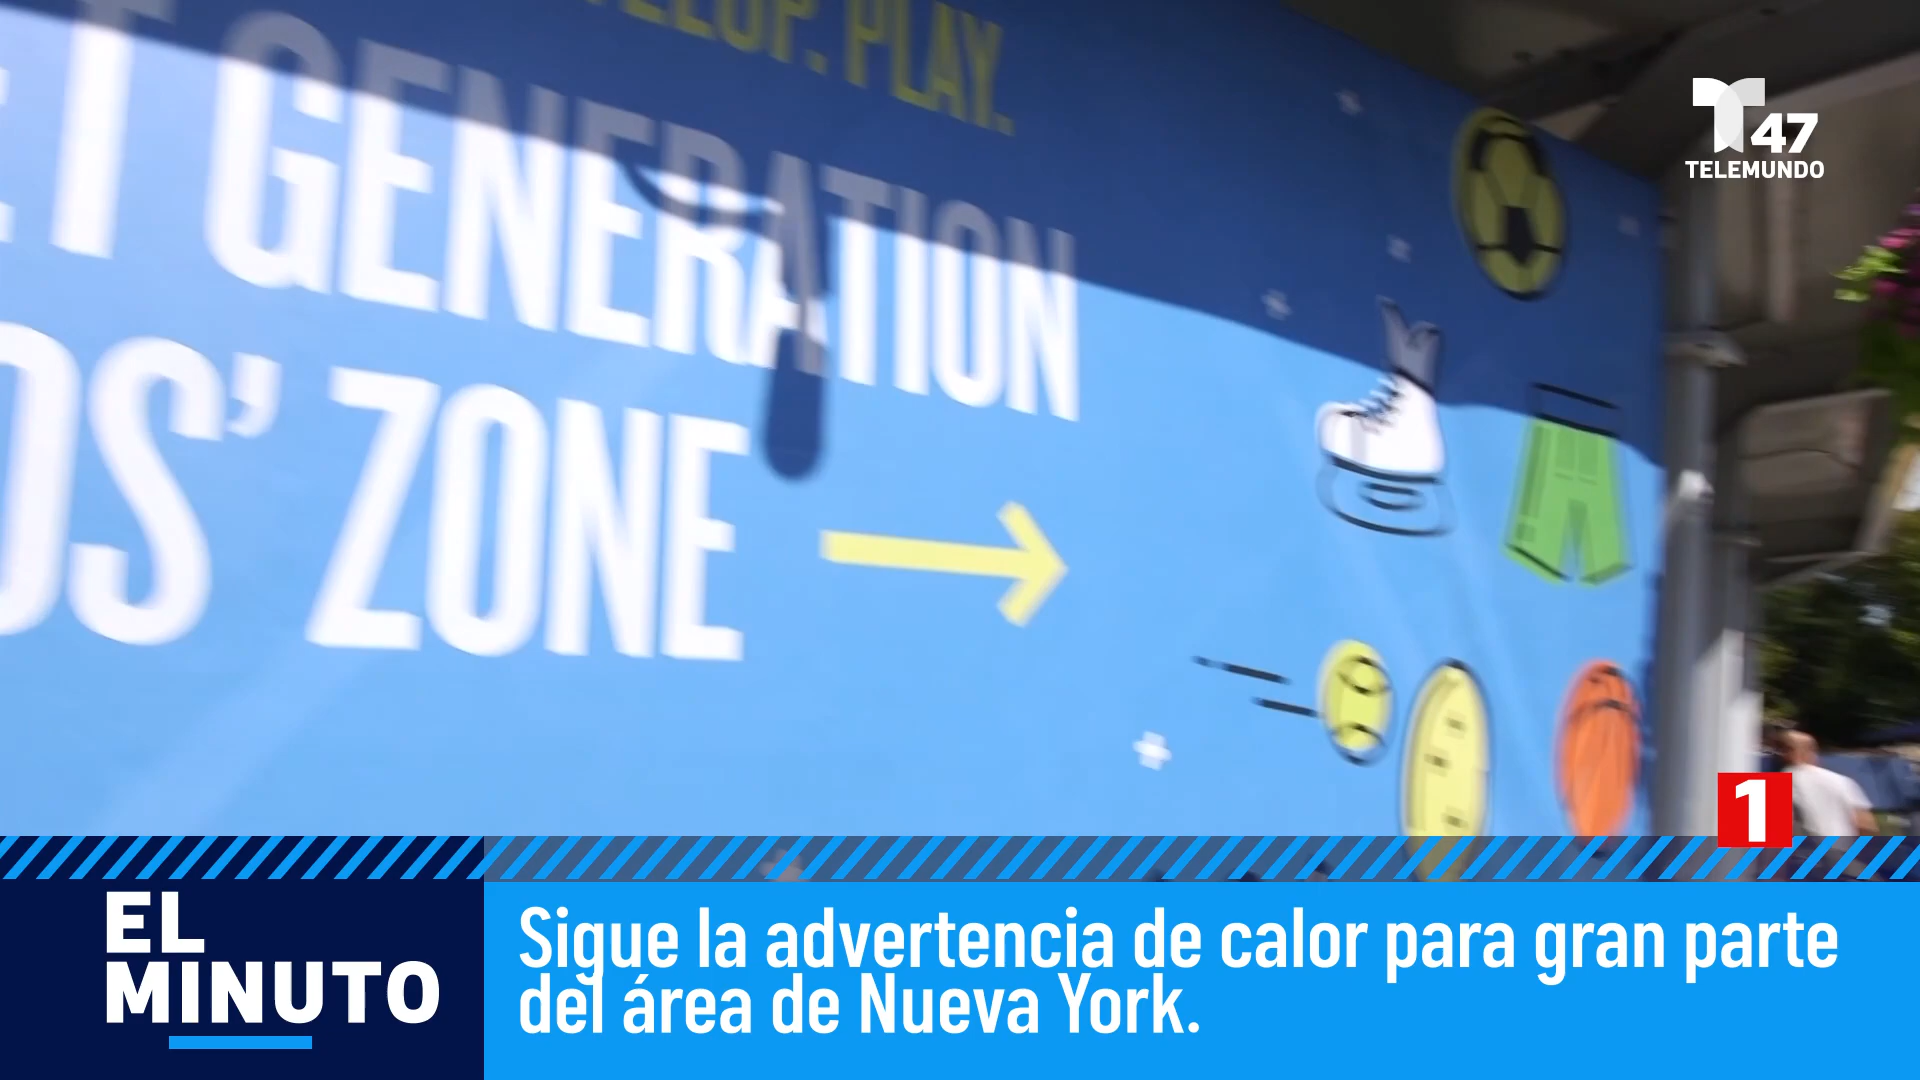 PLAY.
GENERATION
ZONE
47
TELEMUNDO
1
EL
MINUTO
Sigue la advertencia de calor para gran parte
del área de Nueva York.